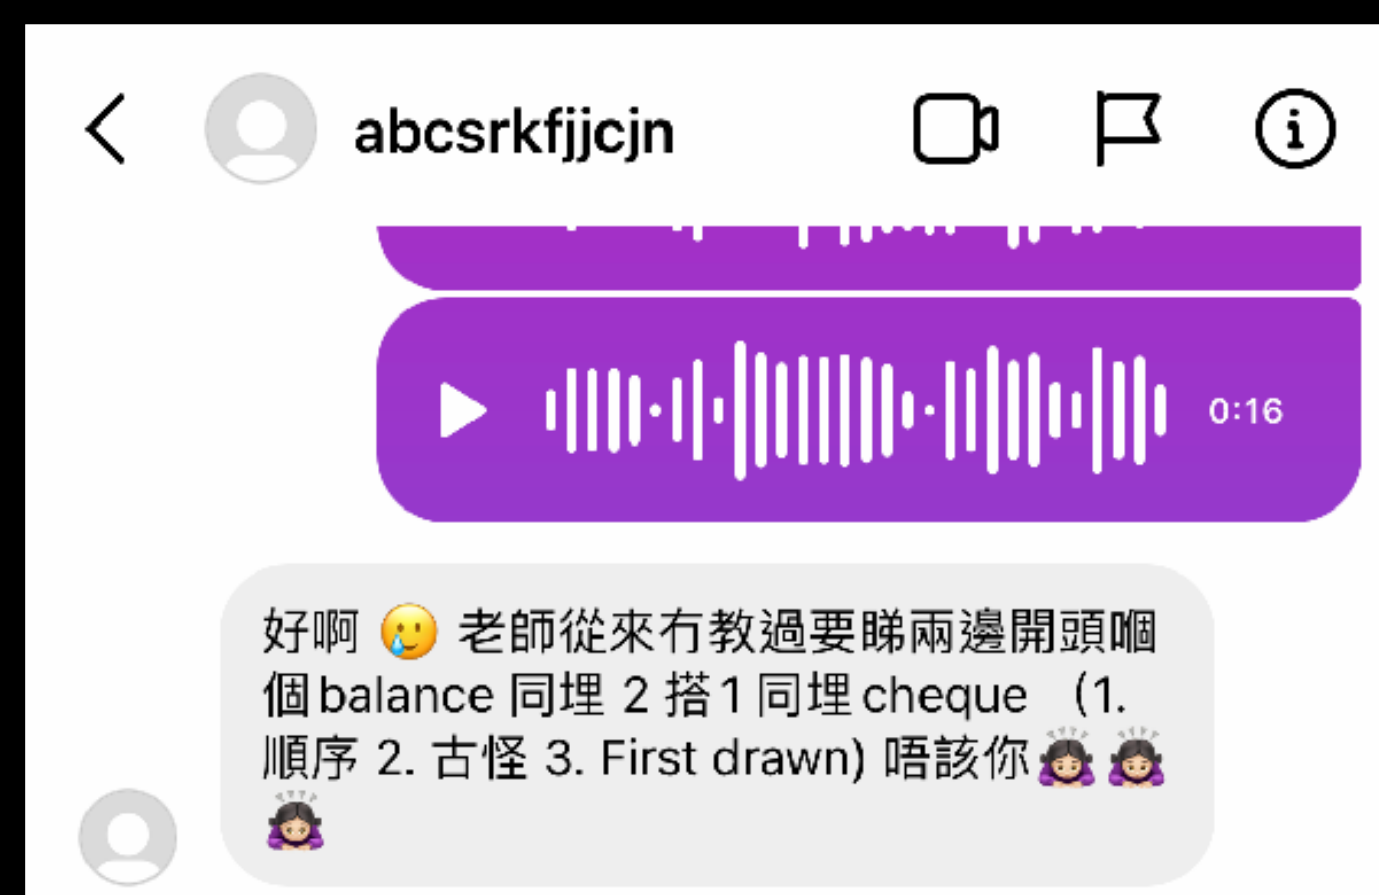 abcsrkfjjcjn
0:16
好啊 🥲 老師從來冇教過要睇兩邊開頭嗰
個balance 同埋 2 搭1 同埋cheque （1.
順序 2. 古怪 3. First drawn) 唔該你🙇🏻‍♀️🙇🏻‍♀️
🙇🏻‍♀️